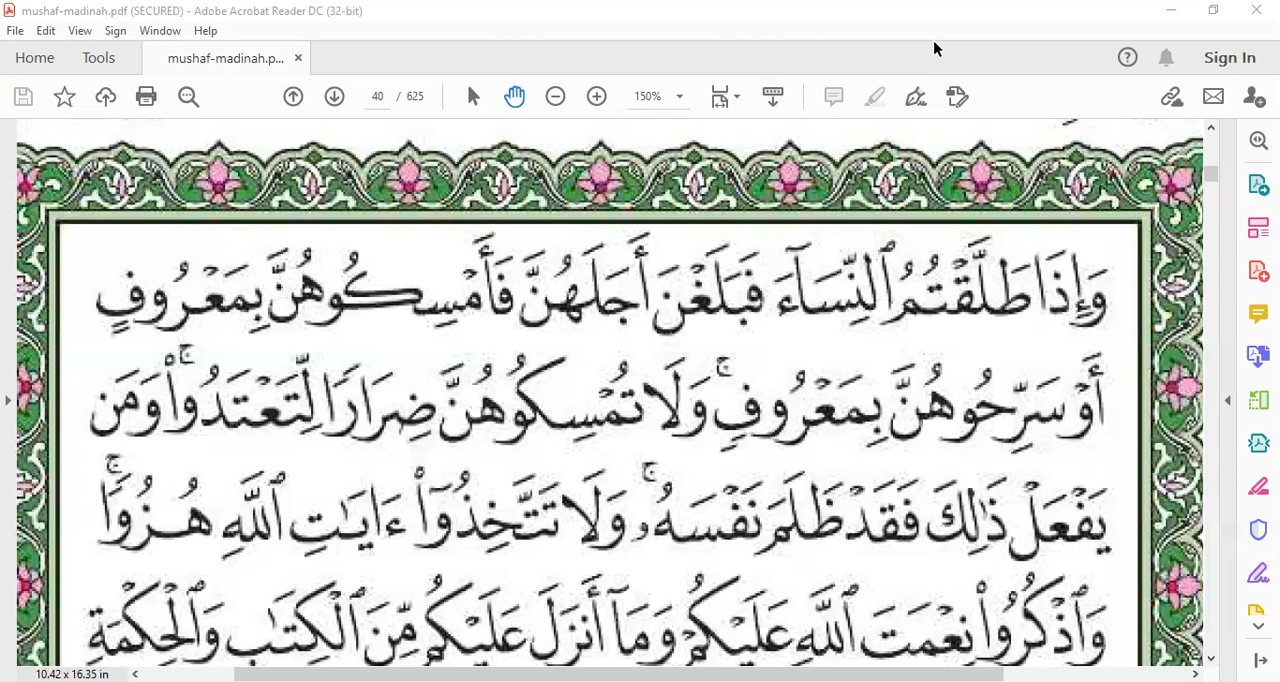 mushaf-madinah.pdf (SECURED) - Adobe Acrobat Reader DC (32-bit)
File Edit View Sign Window Help
Home Tools mushaf-madinah.p... × Sign In
40 / 625 150%
وَإِذَا طَلَّقْتُمُ ٱلنِّسَآءَ فَبَلَغْنَ أَجَلَهُنَّ فَأَمْسِكُوهُنَّ بِمَعْرُوفٍ
أَوْ سَرِّحُوهُنَّ بِمَعْرُوفٍۚ وَلَا تُمْسِكُوهُنَّ ضِرَارًا لِّتَعْتَدُوا۟ۚ وَمَن
يَفْعَلْ ذَٰلِكَ فَقَدْ ظَلَمَ نَفْسَهُۥۚ وَلَا تَتَّخِذُوٓا۟ ءَايَٰتِ ٱللَّهِ هُزُوًاۚ
وَٱذْكُرُوا۟ نِعْمَتَ ٱللَّهِ عَلَيْكُمْ وَمَآ أَنزَلَ عَلَيْكُم مِّنَ ٱلْكِتَٰبِ وَٱلْحِكْمَةِ
10.42 x 16.35 in